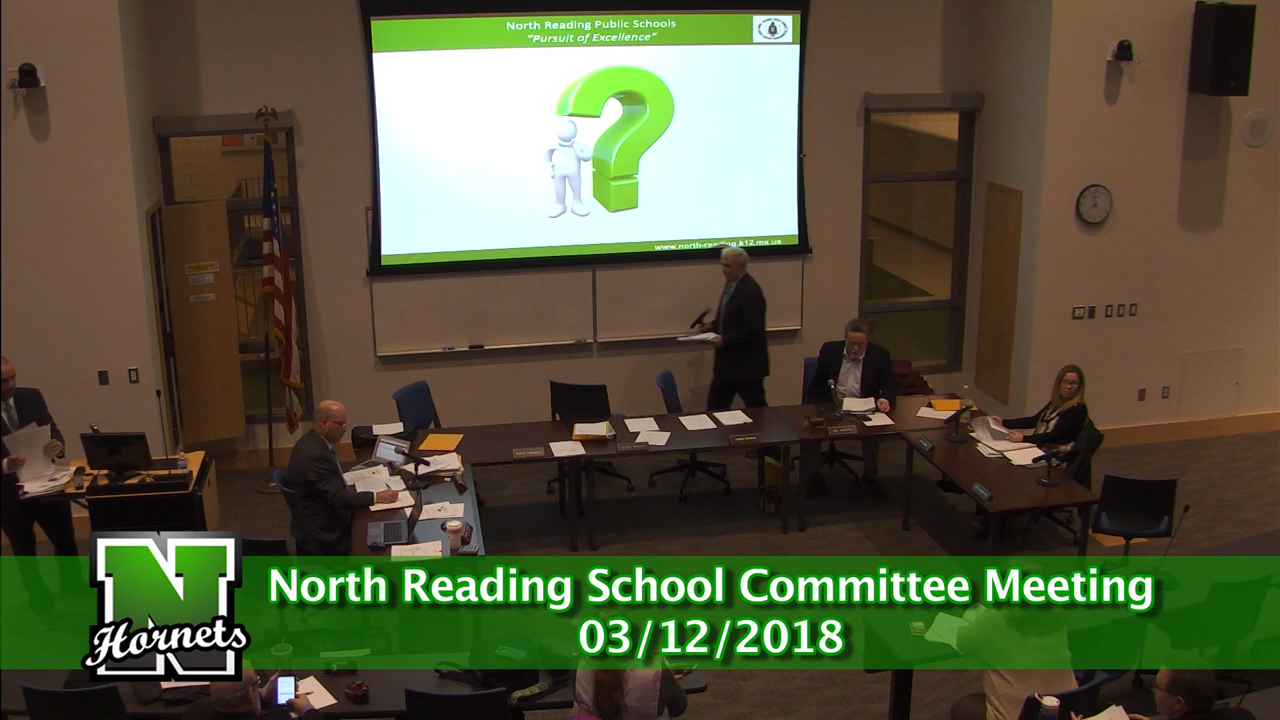 North Reading Public Schools
"Pursuit of Excellence"
www.north-reading.k12.ma.us
N
Hornets
North Reading School Committee Meeting
03/12/2018